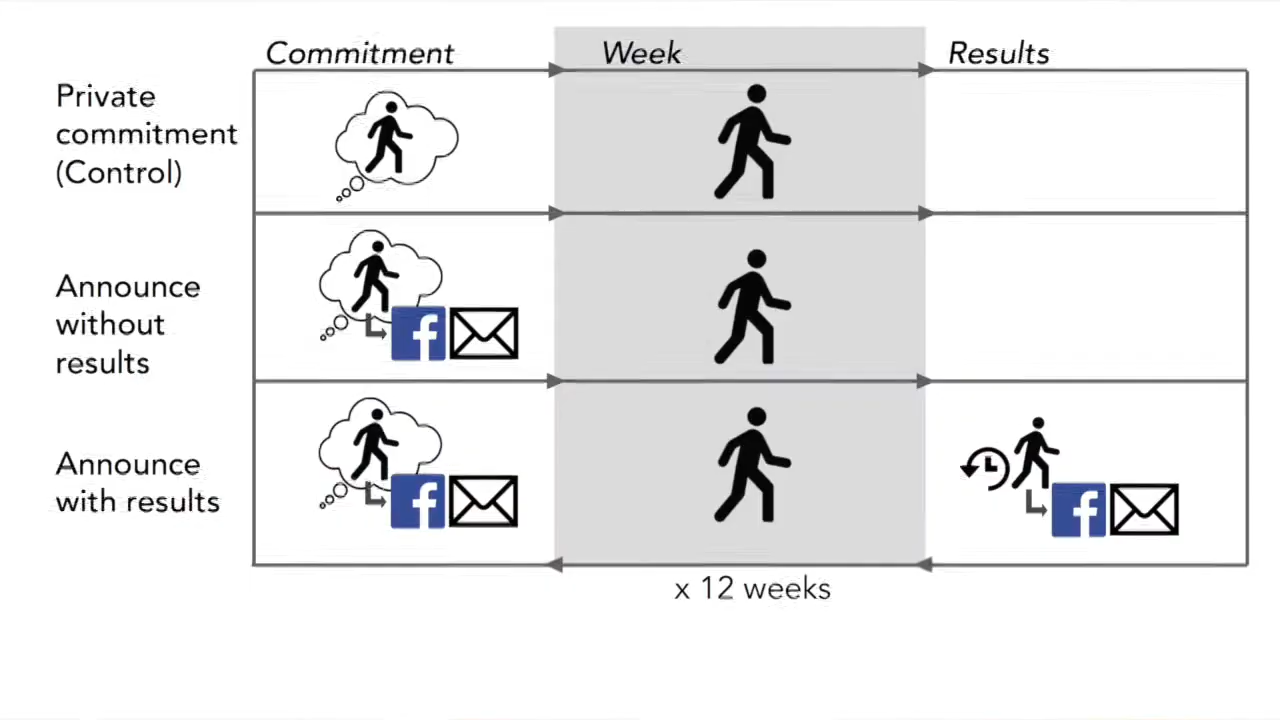 Commitment
Week
Results
Private
commitment
(Control)
Announce
without
results
Announce
with results
x 12 weeks